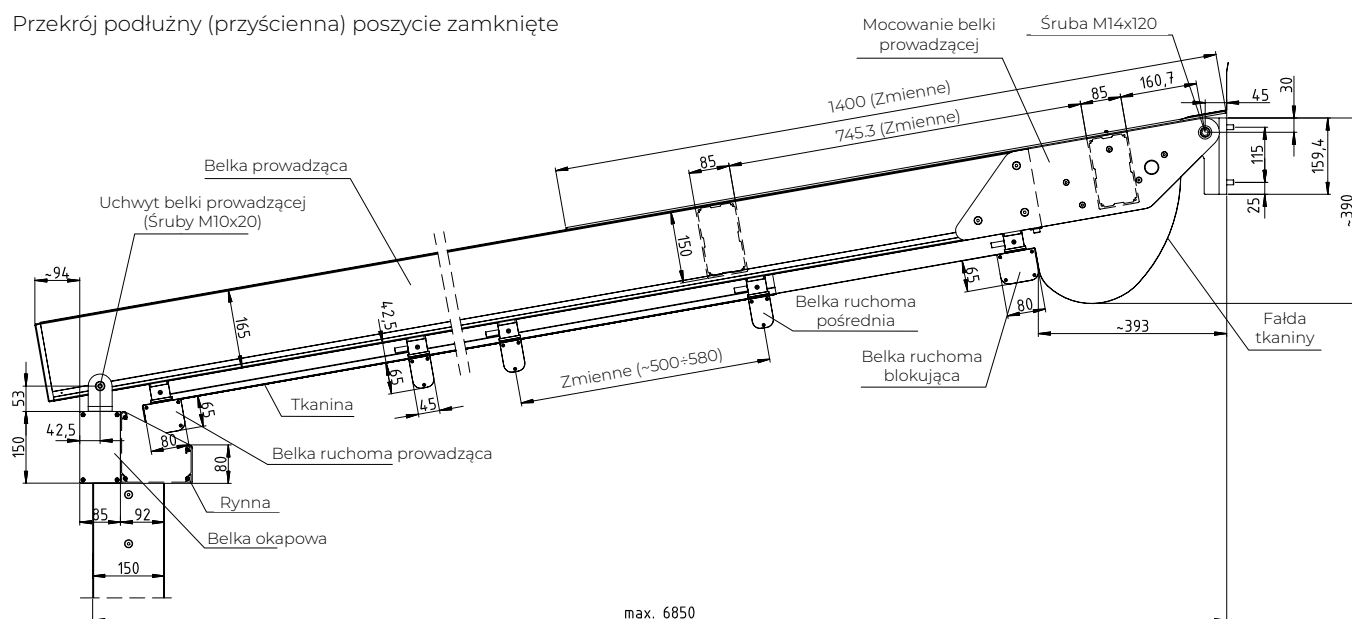 Przekrój podłużny (przyścienna) poszycie zamknięte
Mocowanie belki
prowadzącej
Śruba M14x120
1400 (Zmienne)
745.3 (Zmienne)
85
160,7
45
30
115
159,4
25
~390
Belka prowadząca
85
Uchwyt belki prowadzącej
(Śruby M10x20)
~94
150
165
42,5
65
45
65
80
~393
Belka ruchoma
pośrednia
Fałda
tkaniny
Belka ruchoma
blokująca
Zmienne (~500÷580)
Tkanina
53
150
42,5
65
80
80
Belka ruchoma prowadząca
Rynna
85
92
Belka okapowa
150
max. 6850